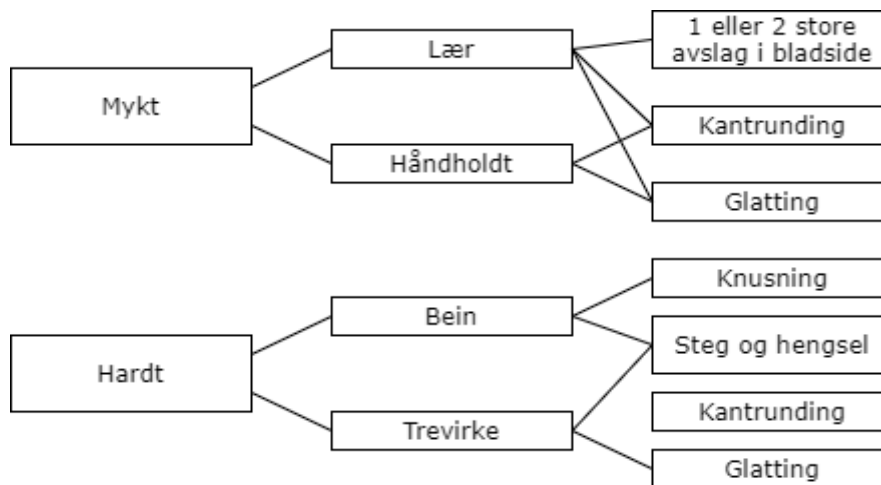 Mykt
Lær
Håndholdt
1 eller 2 store
avslag i bladside
Kantrunding
Glatting
Hardt
Bein
Trevirke
Knusning
Steg og hengsel
Kantrunding
Glatting